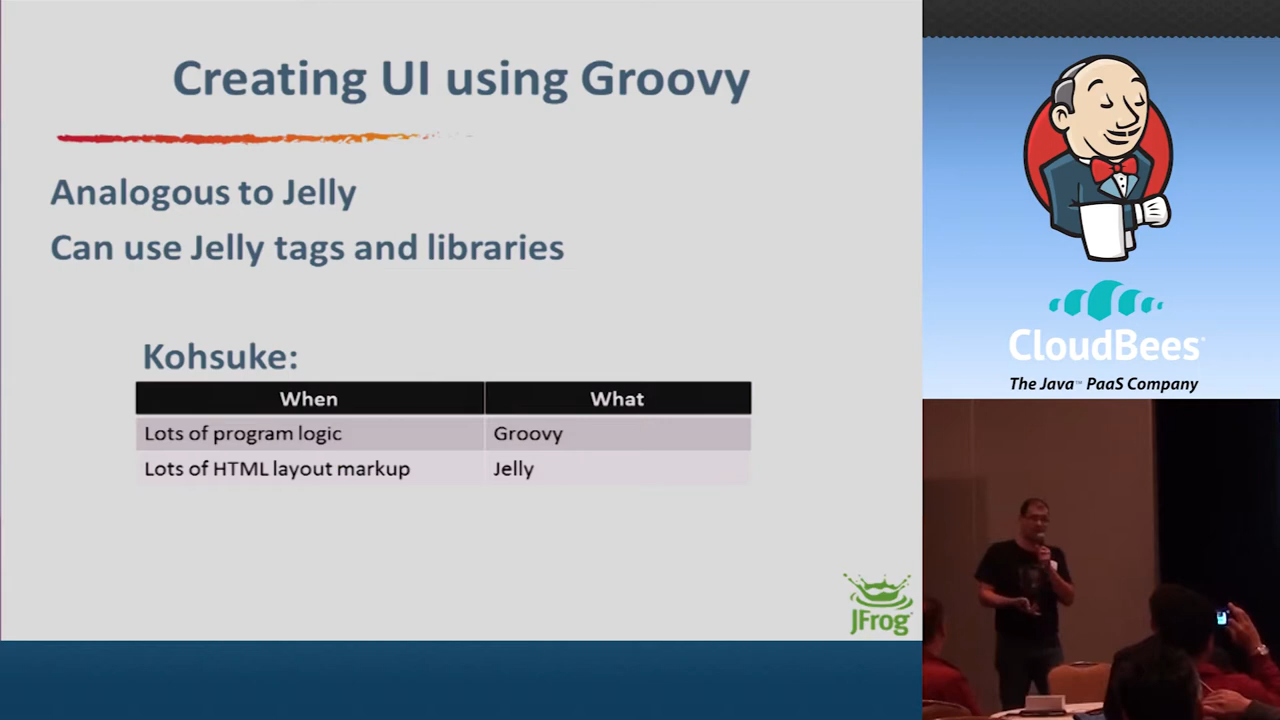 Creating UI using Groovy
Analogous to Jelly
Can use Jelly tags and libraries
Kohsuke:
When What
Lots of program logic Groovy
Lots of HTML layout markup Jelly
JFrog
CloudBees
The Java™ PaaS Company